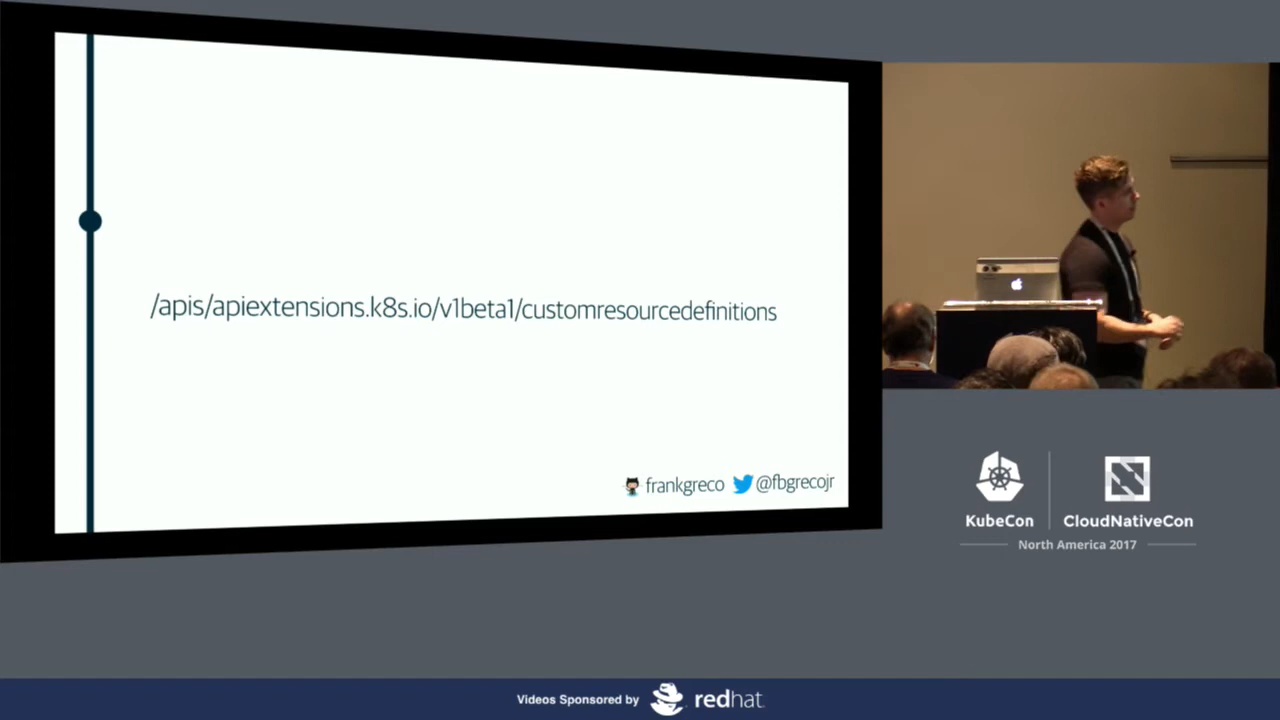 /apis/apiextensions.k8s.io/v1beta1/customresourcedefinitions
frankgreco @fbgrecojr
KubeCon CloudNativeCon
North America 2017
Videos Sponsored by redhat.